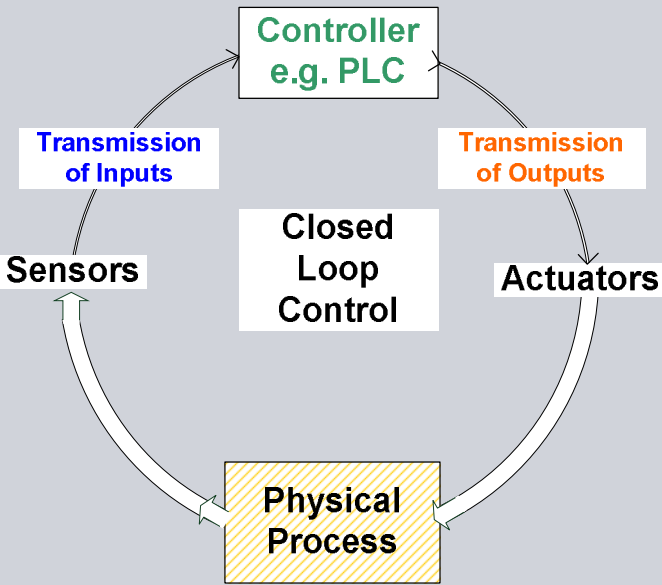 Controller
e.g. PLC
Transmission
of Inputs
Transmission
of Outputs
Closed
Loop
Control
Sensors
Actuators
Physical
Process